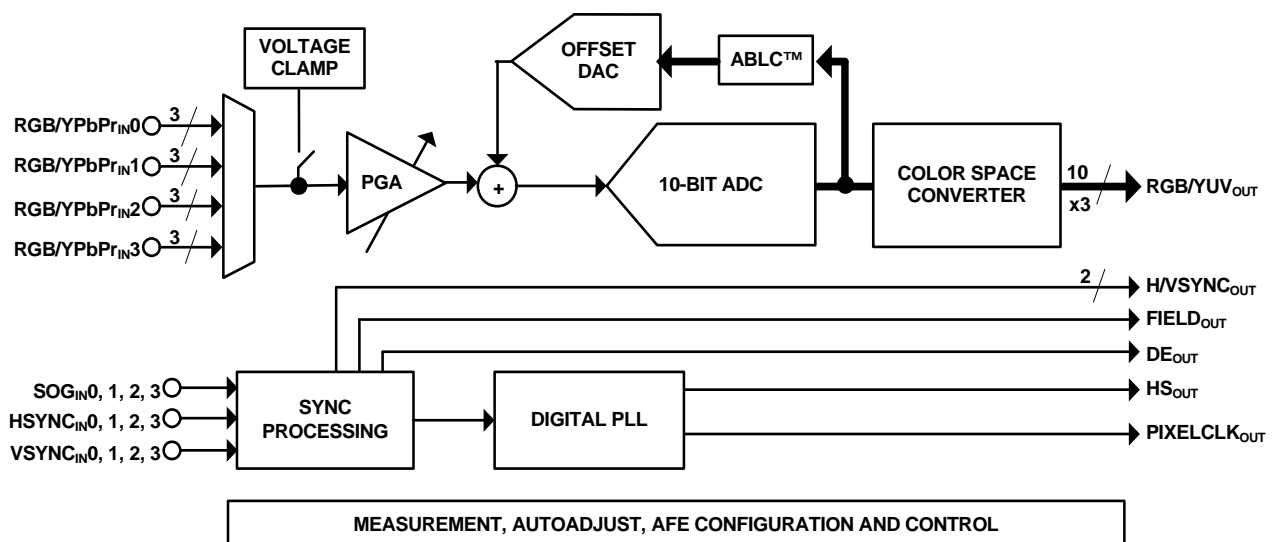 VOLTAGE
CLAMP
OFFSET
DAC
ABLC™
RGB/YPbPrIN0
3
RGB/YPbPrIN1
3
RGB/YPbPrIN2
3
RGB/YPbPrIN3
3
PGA
+
10-BIT ADC
COLOR SPACE
CONVERTER
10
x3
RGB/YUVOUT
2
H/VSYNCOUT
FIELDOUT
DEOUT
HSOUT
PIXELCLKOUT
SOGIN0, 1, 2, 3
HSYNCIN0, 1, 2, 3
VSYNCIN0, 1, 2, 3
SYNC
PROCESSING
DIGITAL PLL
MEASUREMENT, AUTOADJUST, AFE CONFIGURATION AND CONTROL